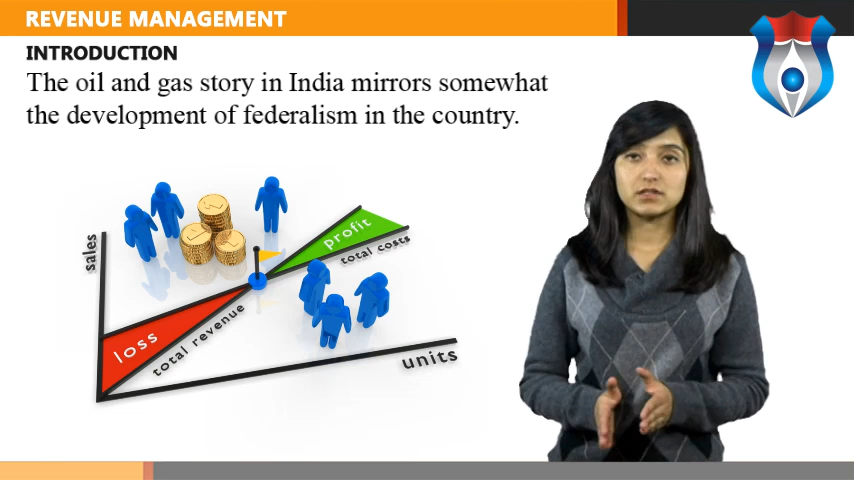 REVENUE MANAGEMENT
INTRODUCTION
The oil and gas story in India mirrors somewhat
the development of federalism in the country.
sales
profit
total costs
loss
total revenue
units